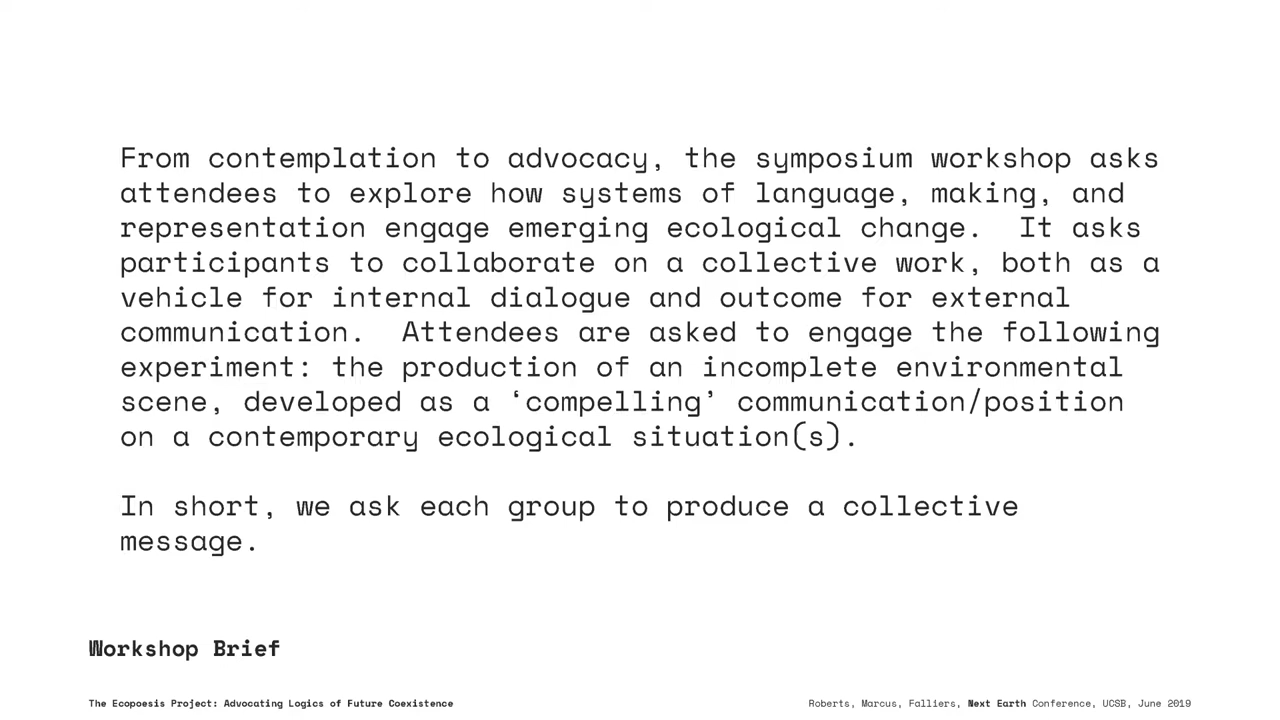 From contemplation to advocacy, the symposium workshop asks
attendees to explore how systems of language, making, and
representation engage emerging ecological change.  It asks
participants to collaborate on a collective work, both as a
vehicle for internal dialogue and outcome for external
communication.  Attendees are asked to engage the following
experiment: the production of an incomplete environmental
scene, developed as a ‘compelling’ communication/position
on a contemporary ecological situation(s).
In short, we ask each group to produce a collective
message.
Workshop Brief
The Ecopoesis Project: Advocating Logics of Future Coexistence
Roberts, Marcus, Falliers, Next Earth Conference, UCSB, June 2019